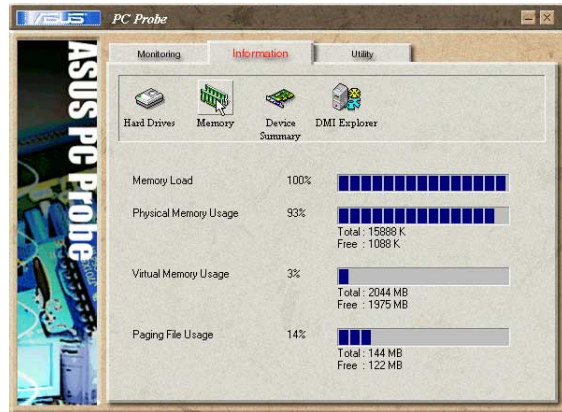 /SUS
PC Probe
ASUS PC Probe
Monitoring
Information
Utility
Hard Drives
Memory
Device
Summary
DMI Explorer
Memory Load 100%
Physical Memory Usage 93%
Total : 15888 K
Free : 1088 K
Virtual Memory Usage 3%
Total : 2044 MB
Free : 1975 MB
Paging File Usage 14%
Total : 144 MB
Free : 122 MB